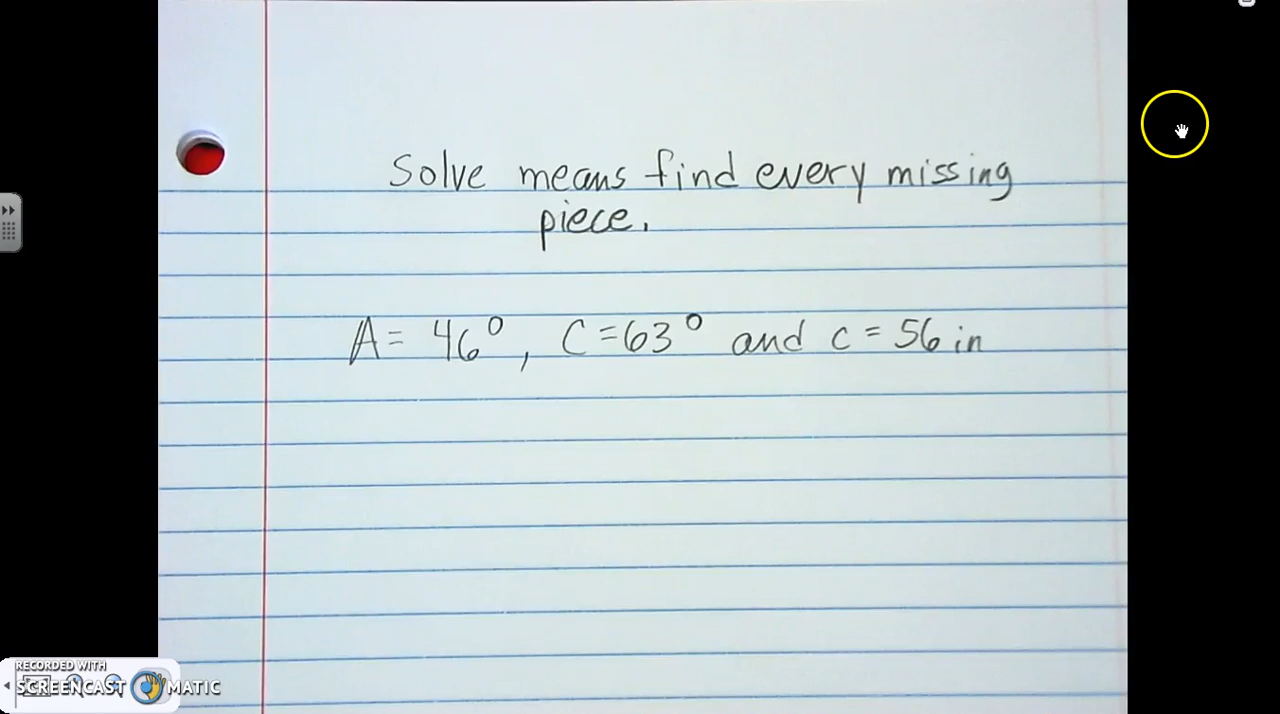 Solve means find every missing
piece.
A = 46°, C = 63° and c = 56 in
RECORDED WITH
SCREENCAST MATIC